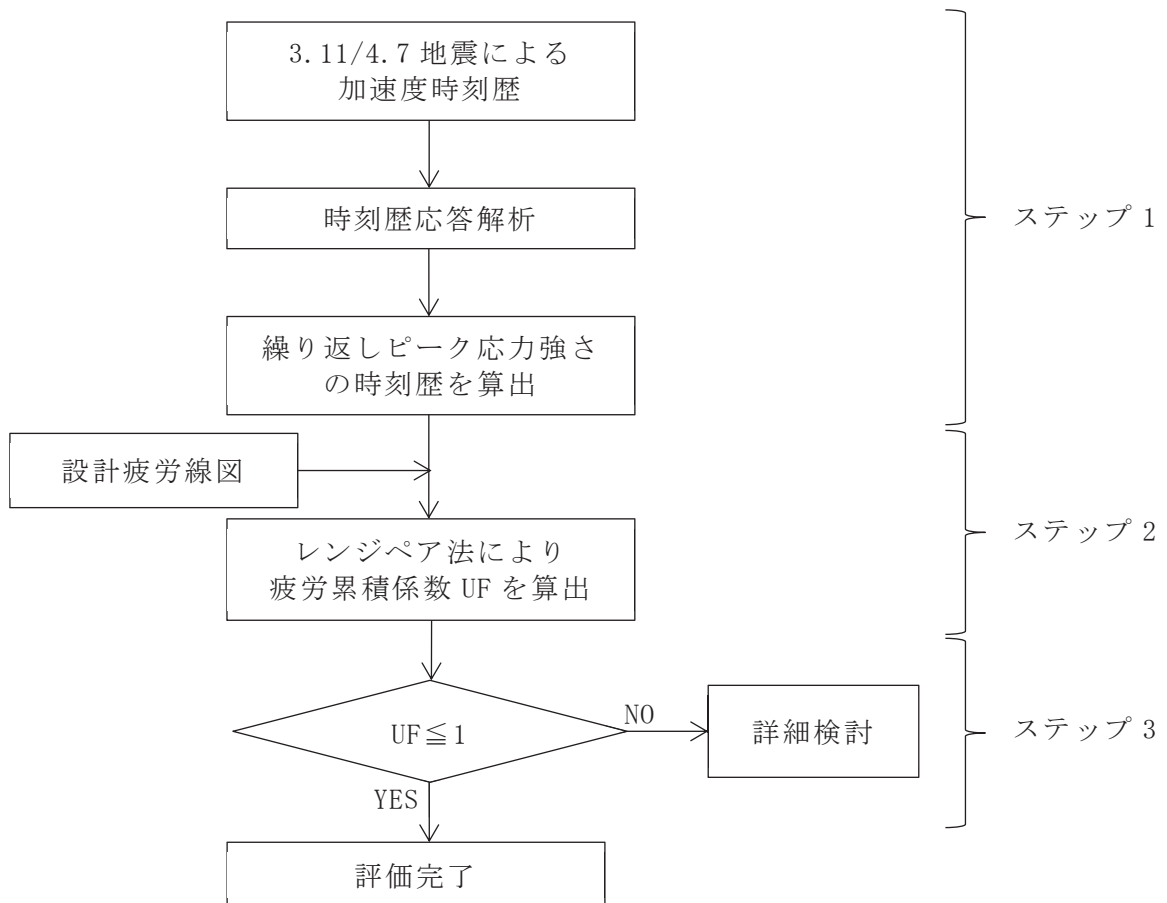 3.11/4.7 地震による
加速度時刻歴
時刻歴応答解析
ステップ 1
繰り返しピーク応力強さ
の時刻歴を算出
設計疲労線図
レンジペア法により
疲労累積係数 UF を算出
ステップ 2
UF≦1
NO
詳細検討
ステップ 3
YES
評価完了